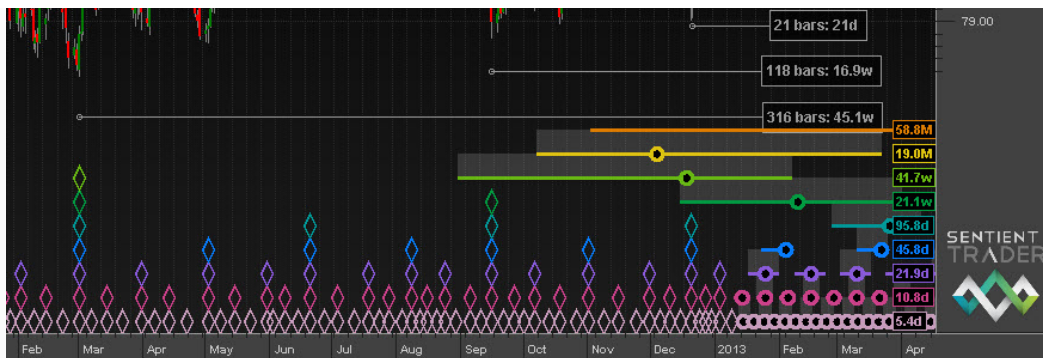 79.00
21 bars: 21d
118 bars: 16.9w
316 bars: 45.1w
58.8M
19.0M
41.7w
21.1w
95.8d
45.8d
21.9d
10.8d
5.4d
SENTIENT
TRADER
Feb Mar Apr May Jun Jul Aug Sep Oct Nov Dec 2013 Feb Mar Apr